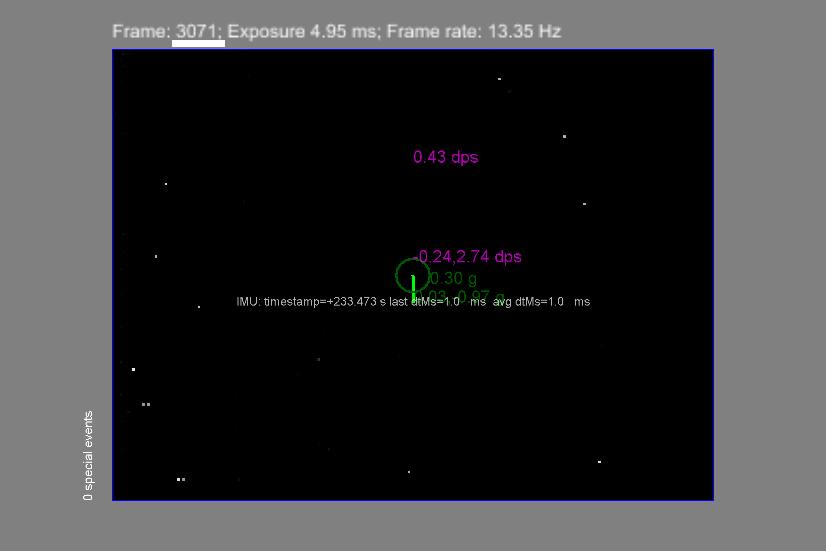 Frame: 3071; Exposure 4.95 ms; Frame rate: 13.35 Hz
0.43 dps
-0.24,2.74 dps
0.30 g
0.97 g
IMU: timestamp=+233.473 s last dtMs=1.0 ms avg dtMs=1.0 ms
0 special events